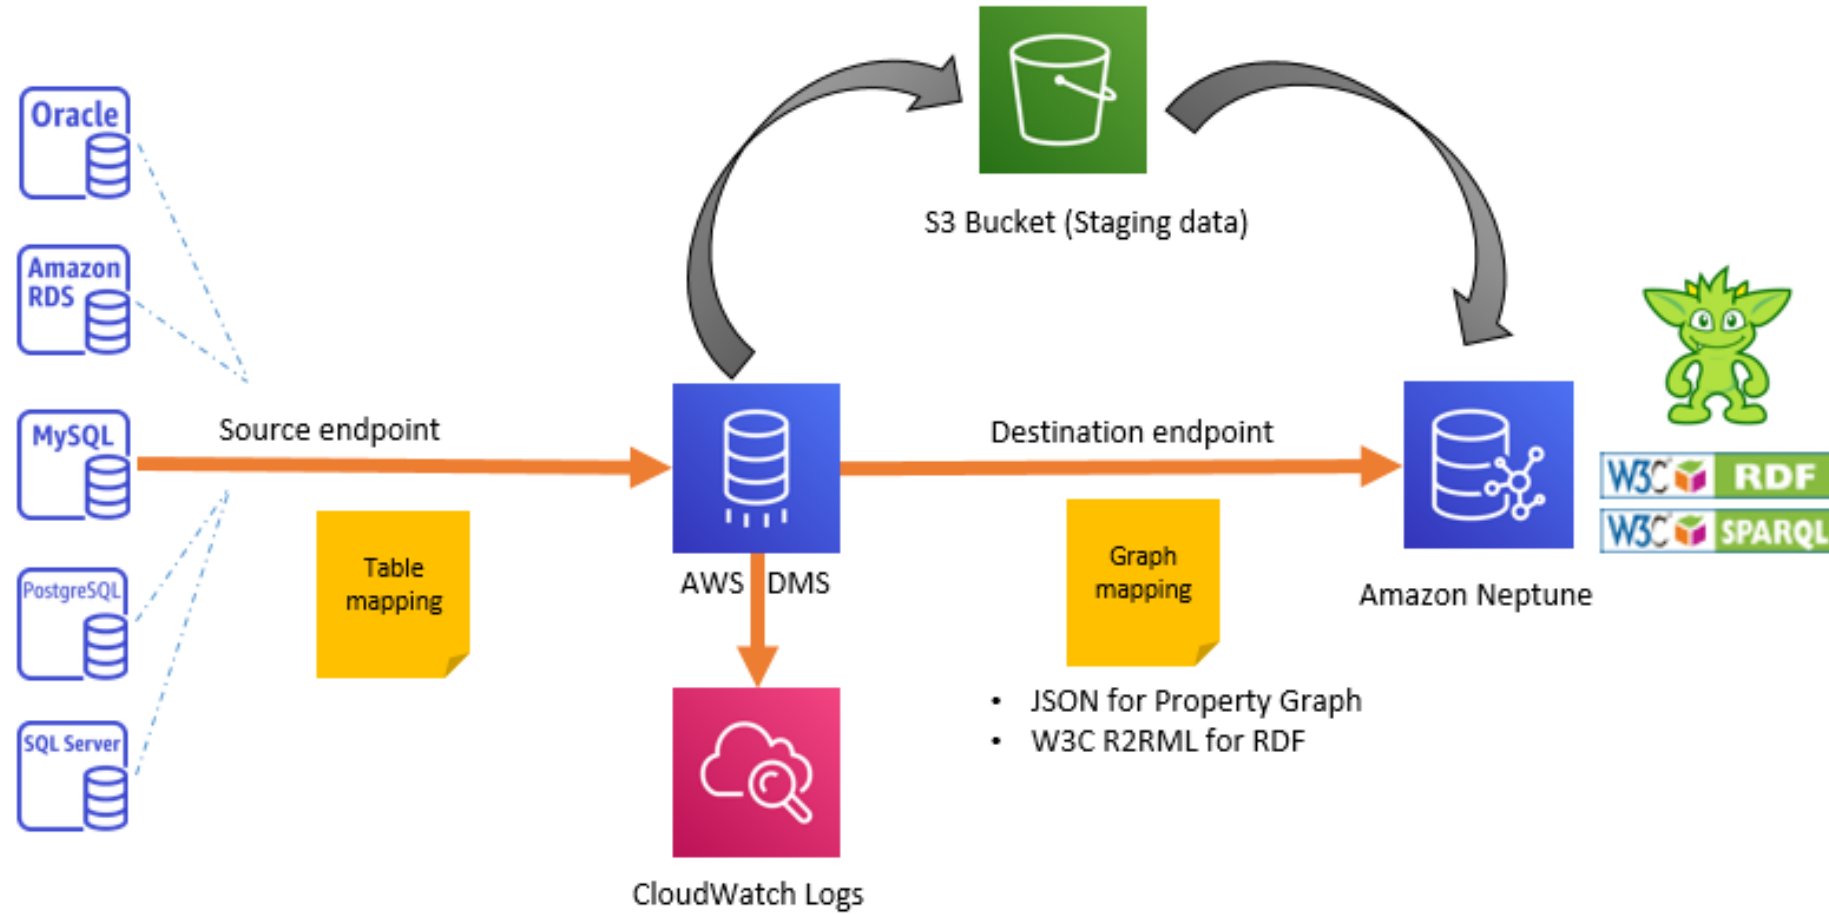 Oracle
Amazon
RDS
MySQL
PostgreSQL
SQL Server
Source endpoint
Table
mapping
S3 Bucket (Staging data)
AWS DMS
CloudWatch Logs
Destination endpoint
Graph
mapping
• JSON for Property Graph
• W3C R2RML for RDF
Amazon Neptune
W3C RDF
W3C SPARQL